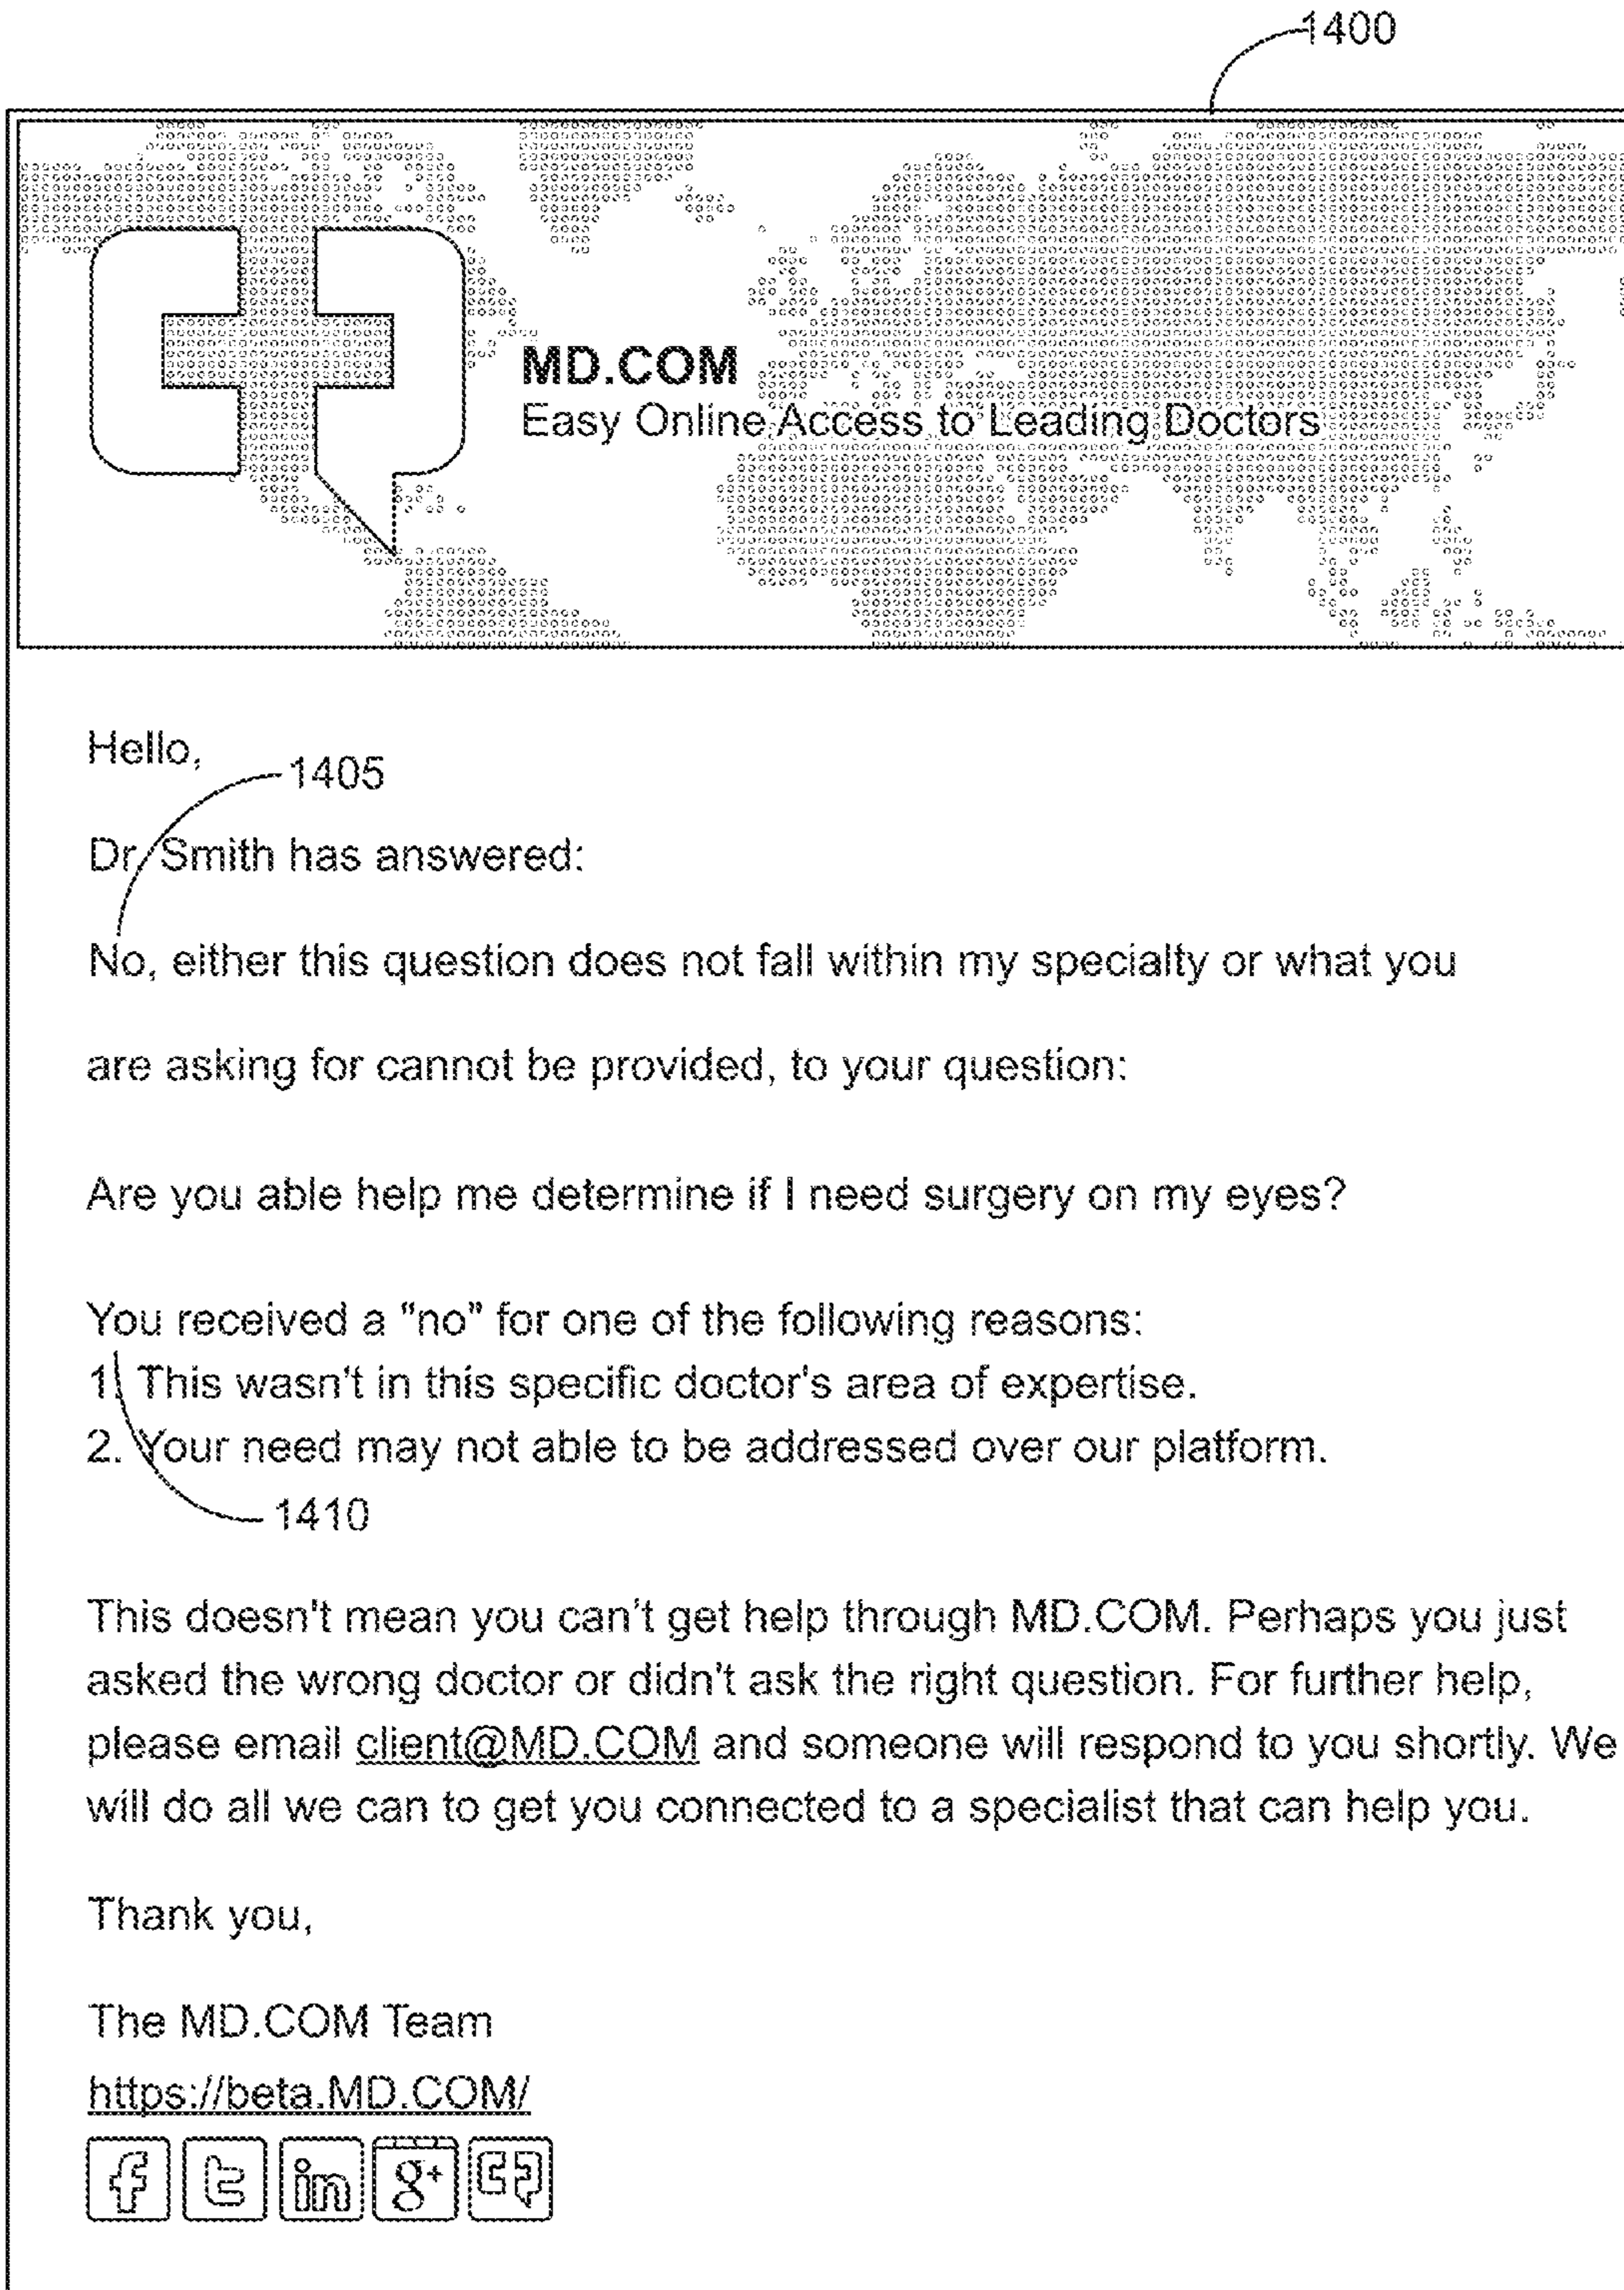 1400
MD.COM
Easy Online Access to Leading Doctors
Hello,
1405
Dr. Smith has answered:
No, either this question does not fall within my specialty or what you
are asking for cannot be provided, to your question:
Are you able help me determine if I need surgery on my eyes?
You received a "no" for one of the following reasons:
1. This wasn't in this specific doctor's area of expertise.
2. Your need may not able to be addressed over our platform.
1410
This doesn't mean you can't get help through MD.COM. Perhaps you just
asked the wrong doctor or didn't ask the right question. For further help,
please email client@MD.COM and someone will respond to you shortly. We
will do all we can to get you connected to a specialist that can help you.
Thank you,
The MD.COM Team
https://beta.MD.COM/
f t in g+